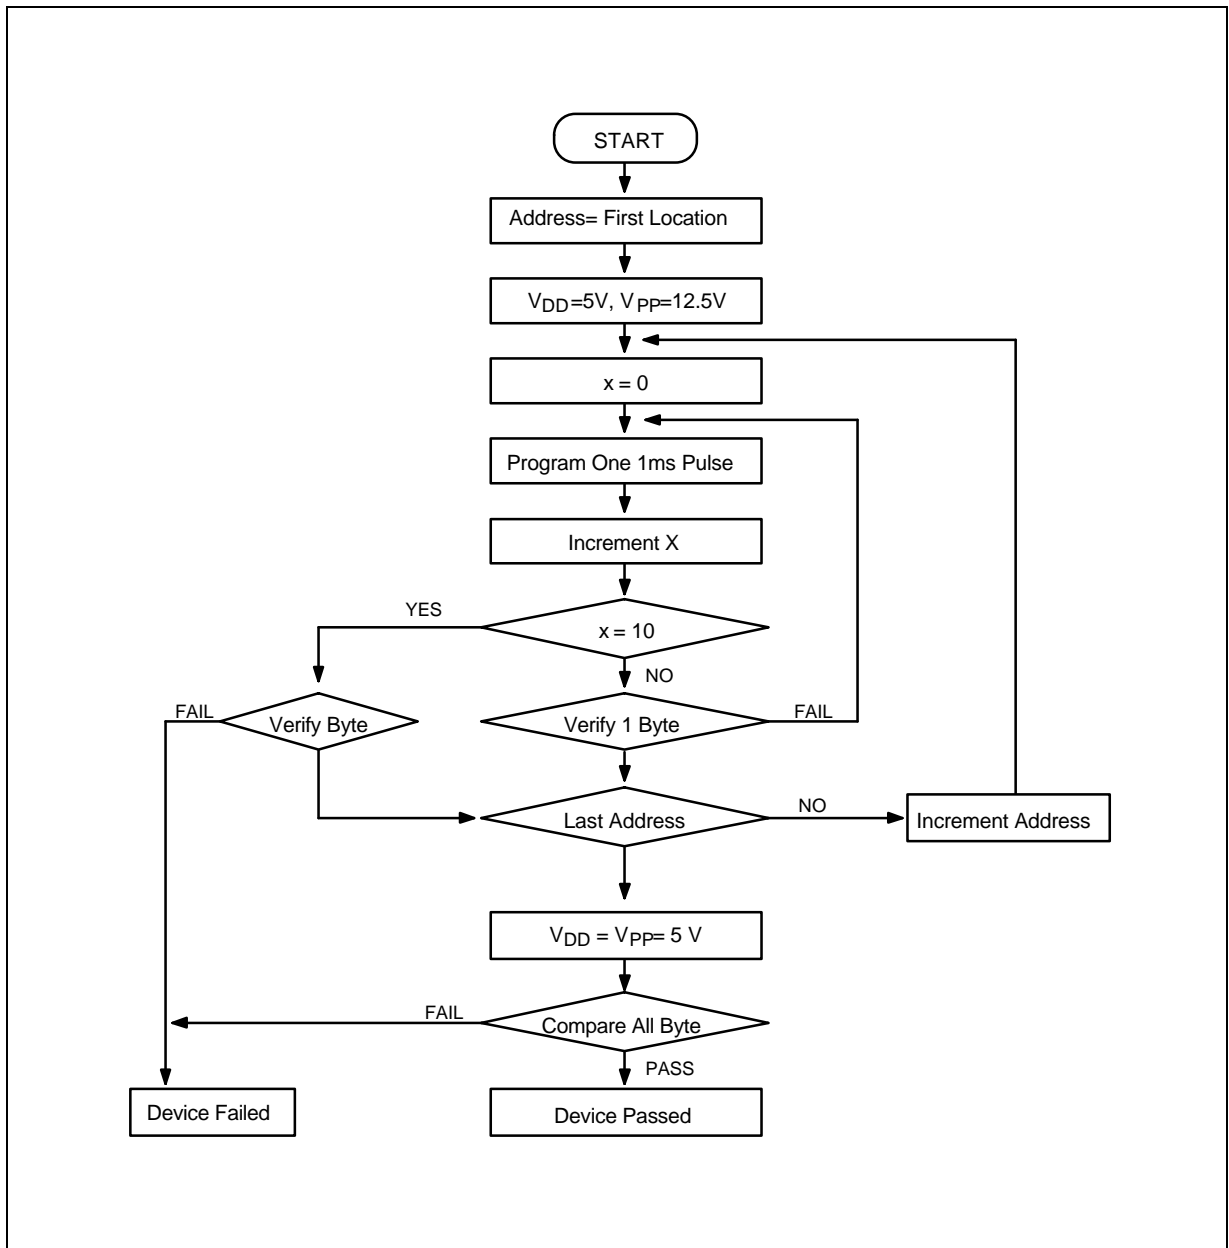 START
Address= First Location
VDD=5V, VPP=12.5V
x = 0
Program One 1ms Pulse
Increment X
YES
x = 10
NO
FAIL
Verify Byte
Verify 1 Byte
FAIL
Last Address
NO
Increment Address
VDD = VPP= 5 V
FAIL
Compare All Byte
PASS
Device Failed
Device Passed